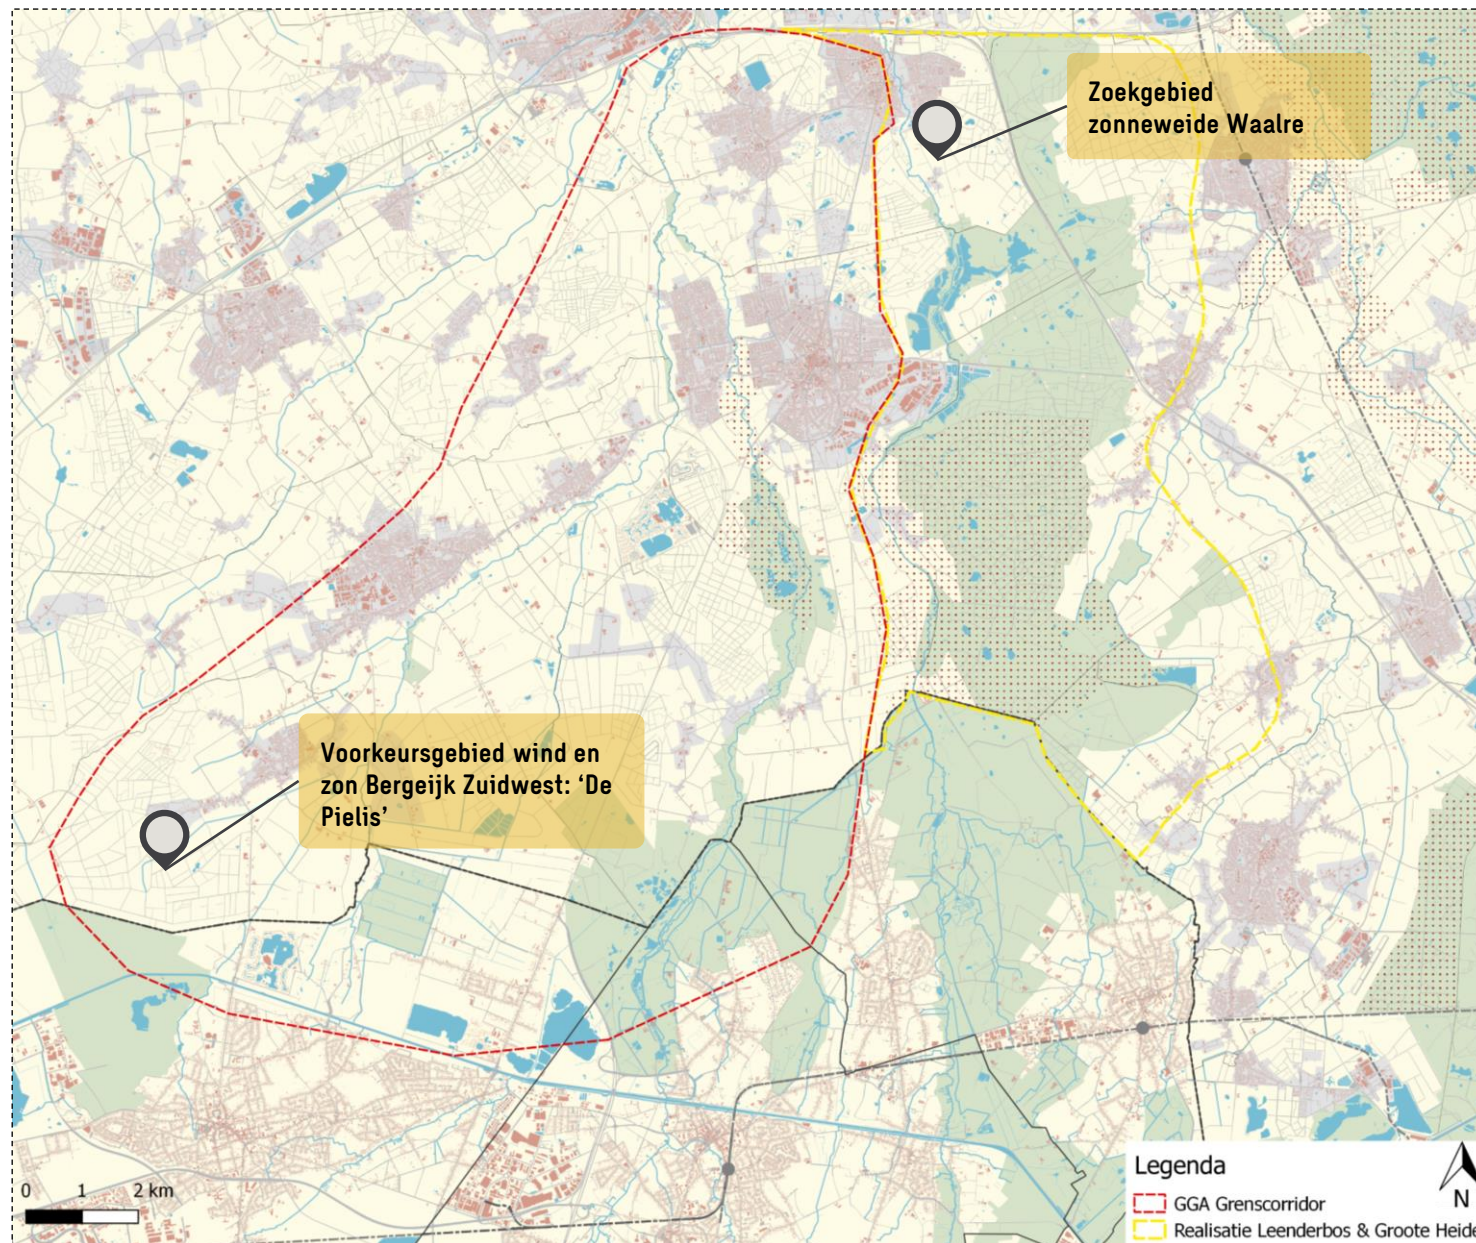 Zoekgebied
zonneweide Waalre
Voorkeursgebied wind en
zon Bergeijk Zuidwest: ‘De
Pielis’
0 1 2 km
Legenda
N
GGA Grenscorridor
Realisatie Leenderbos & Groote Heide